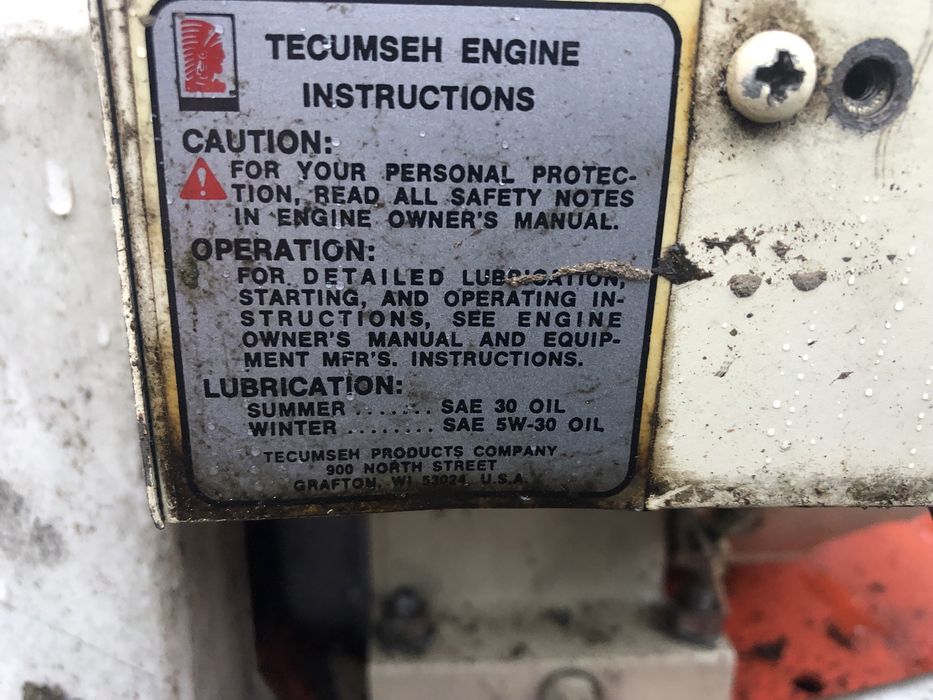 TECUMSEH ENGINE
INSTRUCTIONS
CAUTION:
FOR YOUR PERSONAL PROTEC-
TION, READ ALL SAFETY NOTES
IN ENGINE OWNER'S MANUAL.
OPERATION:
FOR DETAILED LUBRICATION,
STARTING, AND OPERATING IN-
STRUCTIONS, SEE ENGINE
OWNER'S MANUAL AND EQUIP-
MENT MFR'S. INSTRUCTIONS.
LUBRICATION:
SUMMER ....... SAE 30 OIL
WINTER ........ SAE 5W-30 OIL
TECUMSEH PRODUCTS COMPANY
900 NORTH STREET
GRAFTON, WI 53024 U.S.A.